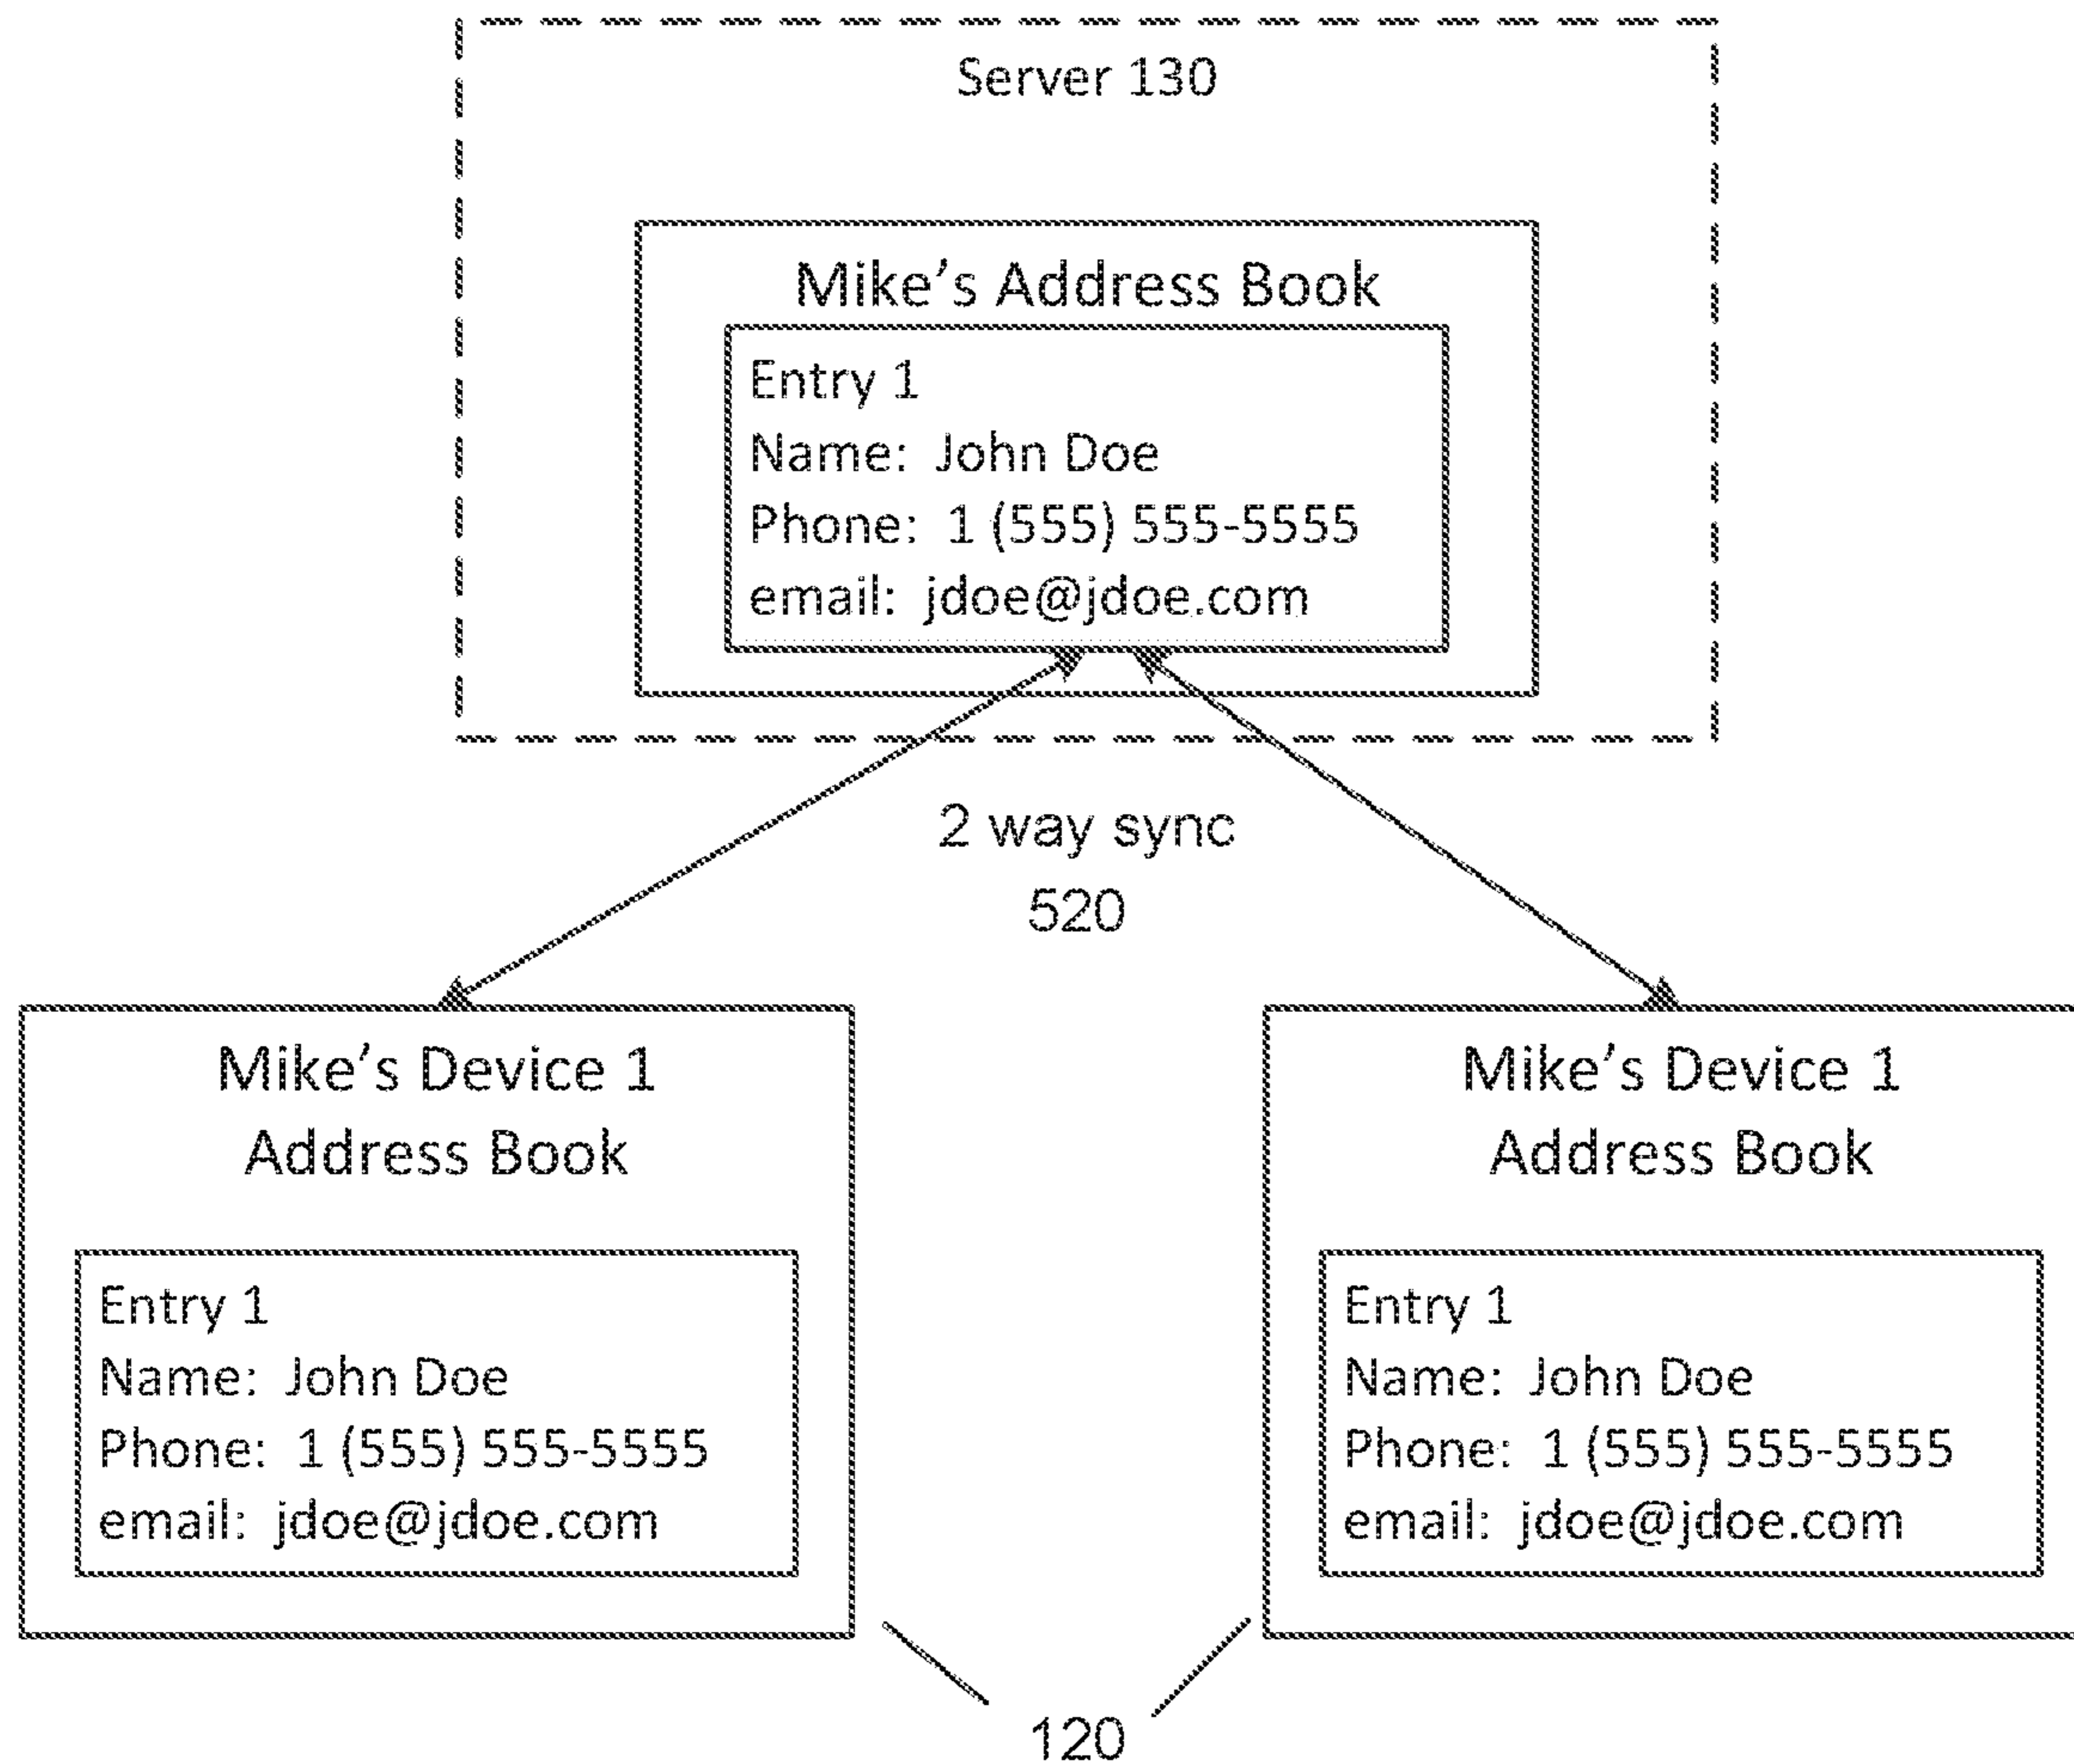 Server 130
Mike's Address Book
Entry 1
Name: John Doe
Phone: 1 (555) 555-5555
email: jdoe@jdoe.com
2 way sync
520
Mike's Device 1
Address Book
Entry 1
Name: John Doe
Phone: 1 (555) 555-5555
email: jdoe@jdoe.com
Mike's Device 1
Address Book
Entry 1
Name: John Doe
Phone: 1 (555) 555-5555
email: jdoe@jdoe.com
120